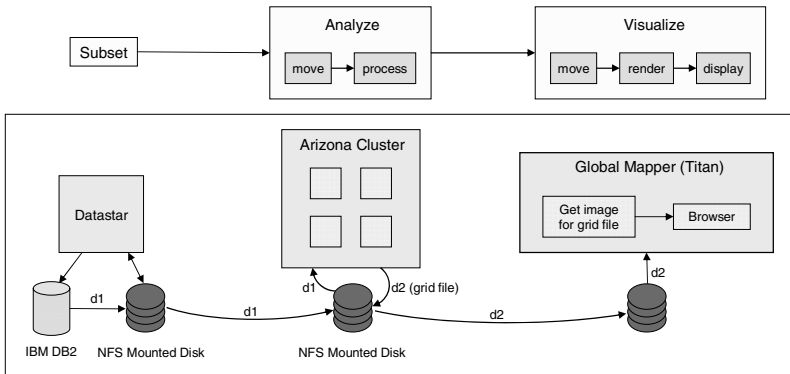 Subset
Analyze
move
process
Visualize
move
render
display
Arizona Cluster
Global Mapper (Titan)
Get image
for grid file
Browser
Datastar
d1
d1
d1
d2 (grid file)
d2
d2
IBM DB2
NFS Mounted Disk
NFS Mounted Disk